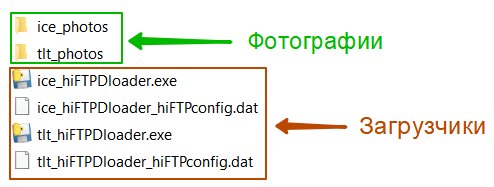 ice_photos
tlt_photos
Фотографии
ice_hiFTPDloader.exe
ice_hiFTPDloader_hiFTPconfig.dat
tlt_hiFTPDloader.exe
tlt_hiFTPDloader_hiFTPconfig.dat
Загрузчики